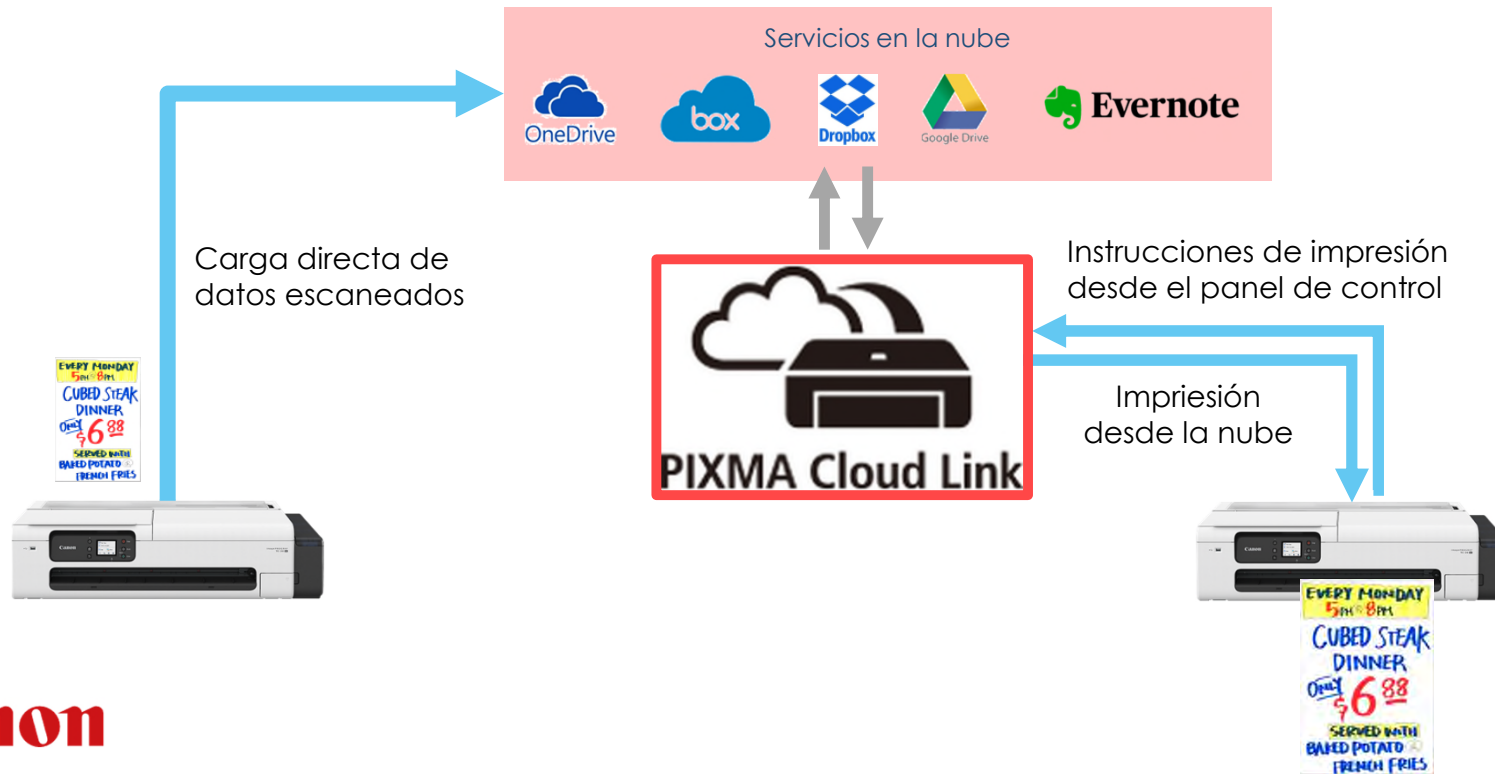 Servicios en la nube
OneDrive
box
Dropbox
Google Drive
Evernote
Carga directa de
datos escaneados
Instrucciones de impresión
desde el panel de control
PIXMA Cloud Link
Impriesión
desde la nube
EVERY MONDAY
5PM 8PM
CUBED STEAK
DINNER
ONLY
$6 88
SERVED WITH
BAKED POTATO
FRENCH FRIES
Canon
Canon
EVERY MONDAY
5PM 8PM
CUBED STEAK
DINNER
ONLY
$6 88
SERVED WITH
BAKED POTATO
FRENCH FRIES
non